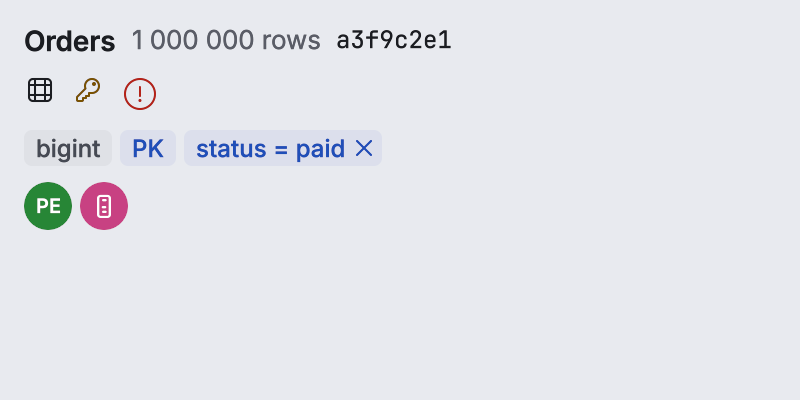 Orders 1 000 000 rows a3f9c2e1
bigint PK status = paid
PE